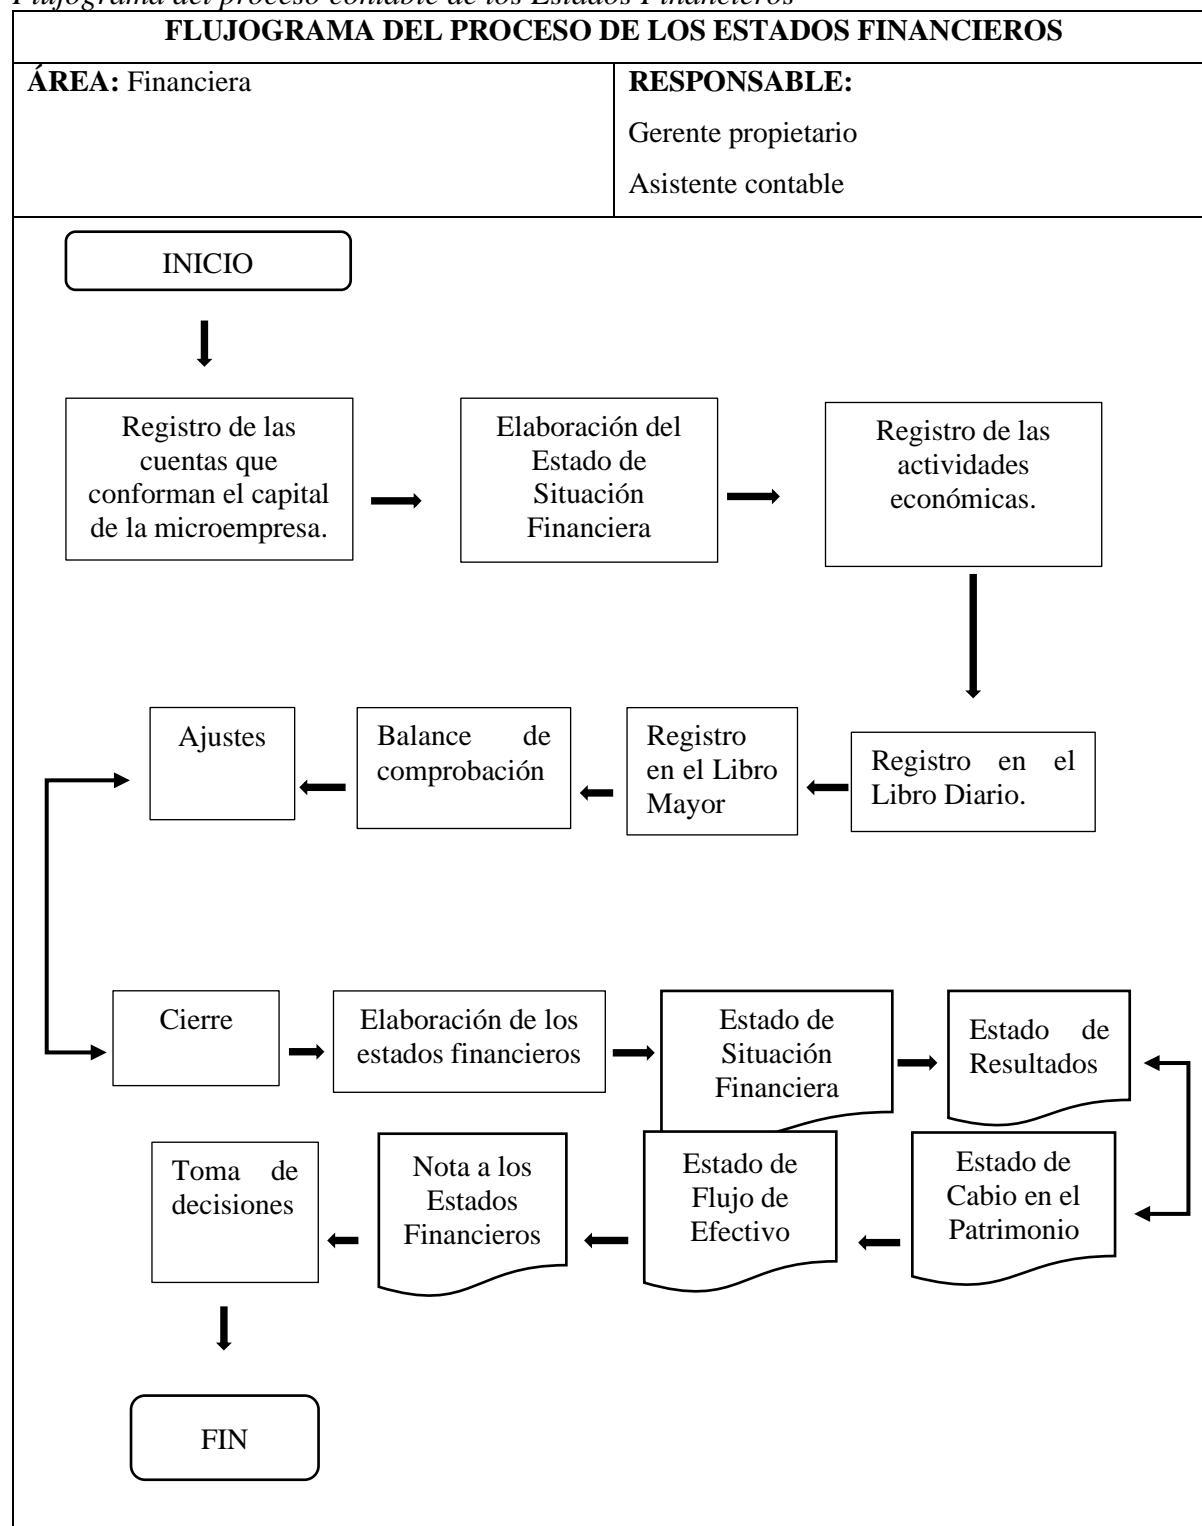 Flujograma del proceso contable de los Estados Financieros
FLUJOGRAMA DEL PROCESO DE LOS ESTADOS FINANCIEROS
ÁREA: Financiera
RESPONSABLE:
Gerente propietario
Asistente contable
INICIO
Registro de las
cuentas que
conforman el capital
de la microempresa.
Elaboración del
Estado de
Situación
Financiera
Registro de las
actividades
económicas.
Registro en el
Libro Diario.
Registro
en el Libro
Mayor
Balance de
comprobación
Ajustes
Cierre
Elaboración de los
estados financieros
Estado de
Situación
Financiera
Estado de
Resultados
Estado de
Cabio en el
Patrimonio
Estado de
Flujo de
Efectivo
Nota a los
Estados
Financieros
Toma de
decisiones
FIN